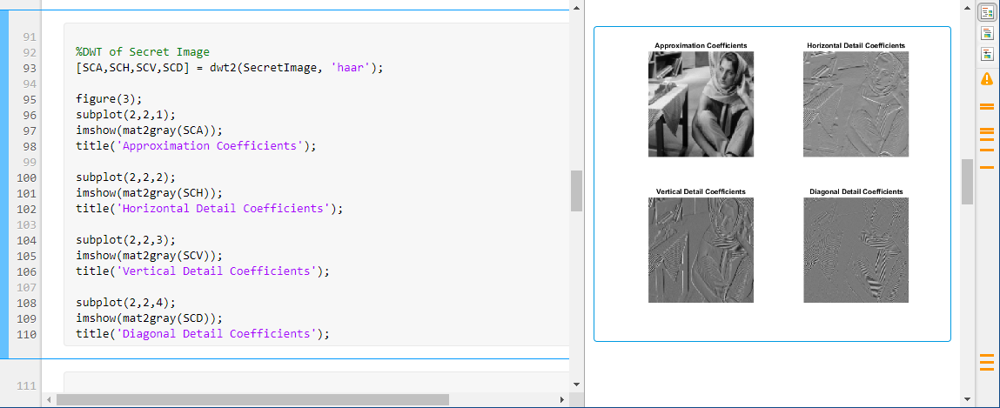 91
92 %DWT of Secret Image
93 [SCA,SCH,SCV,SCD] = dwt2(SecretImage, 'haar');
94
95 figure(3);
96 subplot(2,2,1);
97 imshow(mat2gray(SCA));
98 title('Approximation Coefficients');
99
100 subplot(2,2,2);
101 imshow(mat2gray(SCH));
102 title('Horizontal Detail Coefficients');
103
104 subplot(2,2,3);
105 imshow(mat2gray(SCV));
106 title('Vertical Detail Coefficients');
107
108 subplot(2,2,4);
109 imshow(mat2gray(SCD));
110 title('Diagonal Detail Coefficients');
111
Approximation Coefficients
Horizontal Detail Coefficients
Vertical Detail Coefficients
Diagonal Detail Coefficients